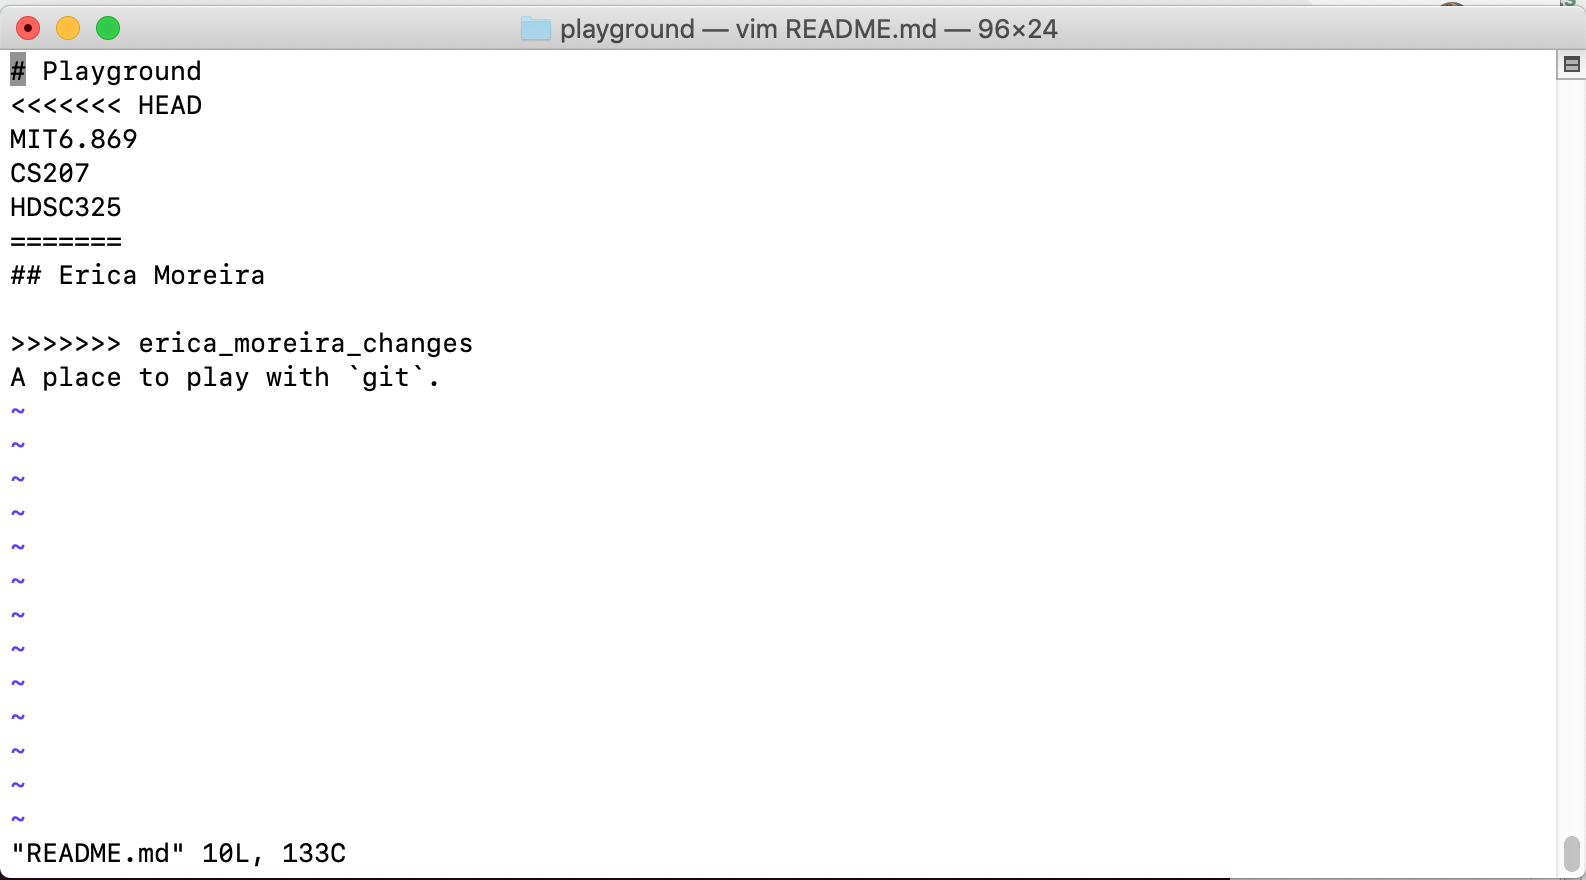 playground — vim README.md — 96×24
# Playground
<<<<<<< HEAD
MIT6.869
CS207
HDSC325
=======
## Erica Moreira

>>>>>>> erica_moreira_changes
A place to play with `git`.
~
~
~
~
~
~
~
~
~
~
~
~
~
"README.md" 10L, 133C